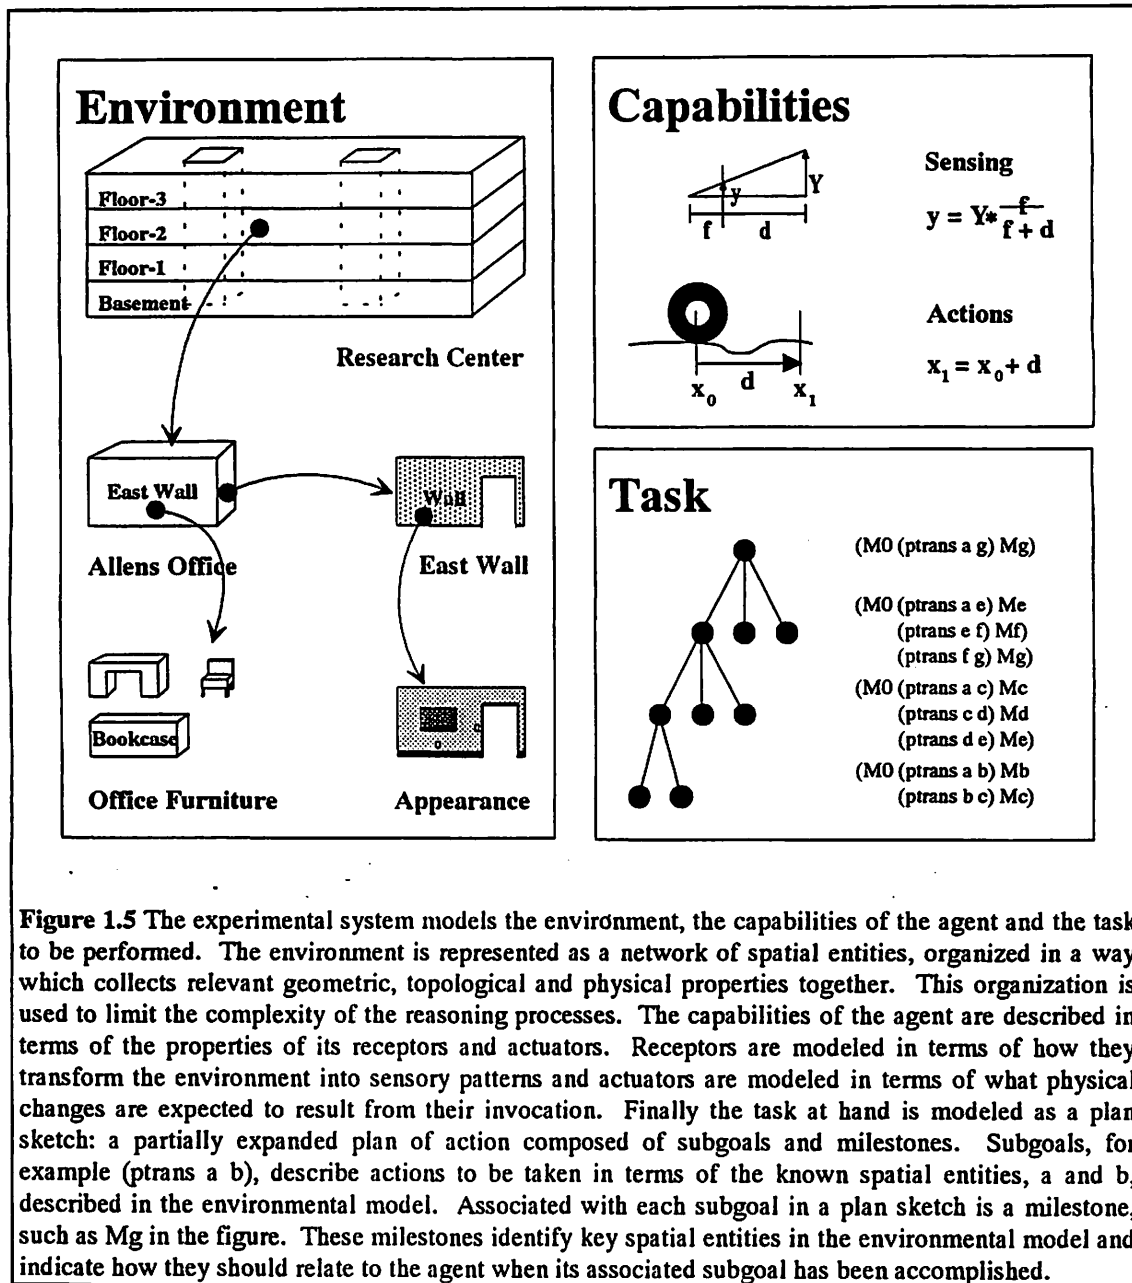 Environment
Floor-3
Floor-2
Floor-1
Basement
Research Center
East Wall
Wall
Allens Office
East Wall
Bookcase
Office Furniture
Appearance
Capabilities
Sensing
y
Y
f
d
y = Y* f / f + d
Actions
x0
d
x1
x1 = x0 + d
Task
(M0 (ptrans a g) Mg)
(M0 (ptrans a e) Me
(ptrans e f) Mf)
(ptrans f g) Mg)
(M0 (ptrans a c) Mc
(ptrans c d) Md
(ptrans d e) Me)
(M0 (ptrans a b) Mb
(ptrans b c) Mc)
Figure 1.5 The experimental system models the environment, the capabilities of the agent and the task
to be performed. The environment is represented as a network of spatial entities, organized in a way
which collects relevant geometric, topological and physical properties together. This organization is
used to limit the complexity of the reasoning processes. The capabilities of the agent are described in
terms of the properties of its receptors and actuators. Receptors are modeled in terms of how they
transform the environment into sensory patterns and actuators are modeled in terms of what physical
changes are expected to result from their invocation. Finally the task at hand is modeled as a plan
sketch: a partially expanded plan of action composed of subgoals and milestones. Subgoals, for
example (ptrans a b), describe actions to be taken in terms of the known spatial entities, a and b,
described in the environmental model. Associated with each subgoal in a plan sketch is a milestone,
such as Mg in the figure. These milestones identify key spatial entities in the environmental model and
indicate how they should relate to the agent when its associated subgoal has been accomplished.